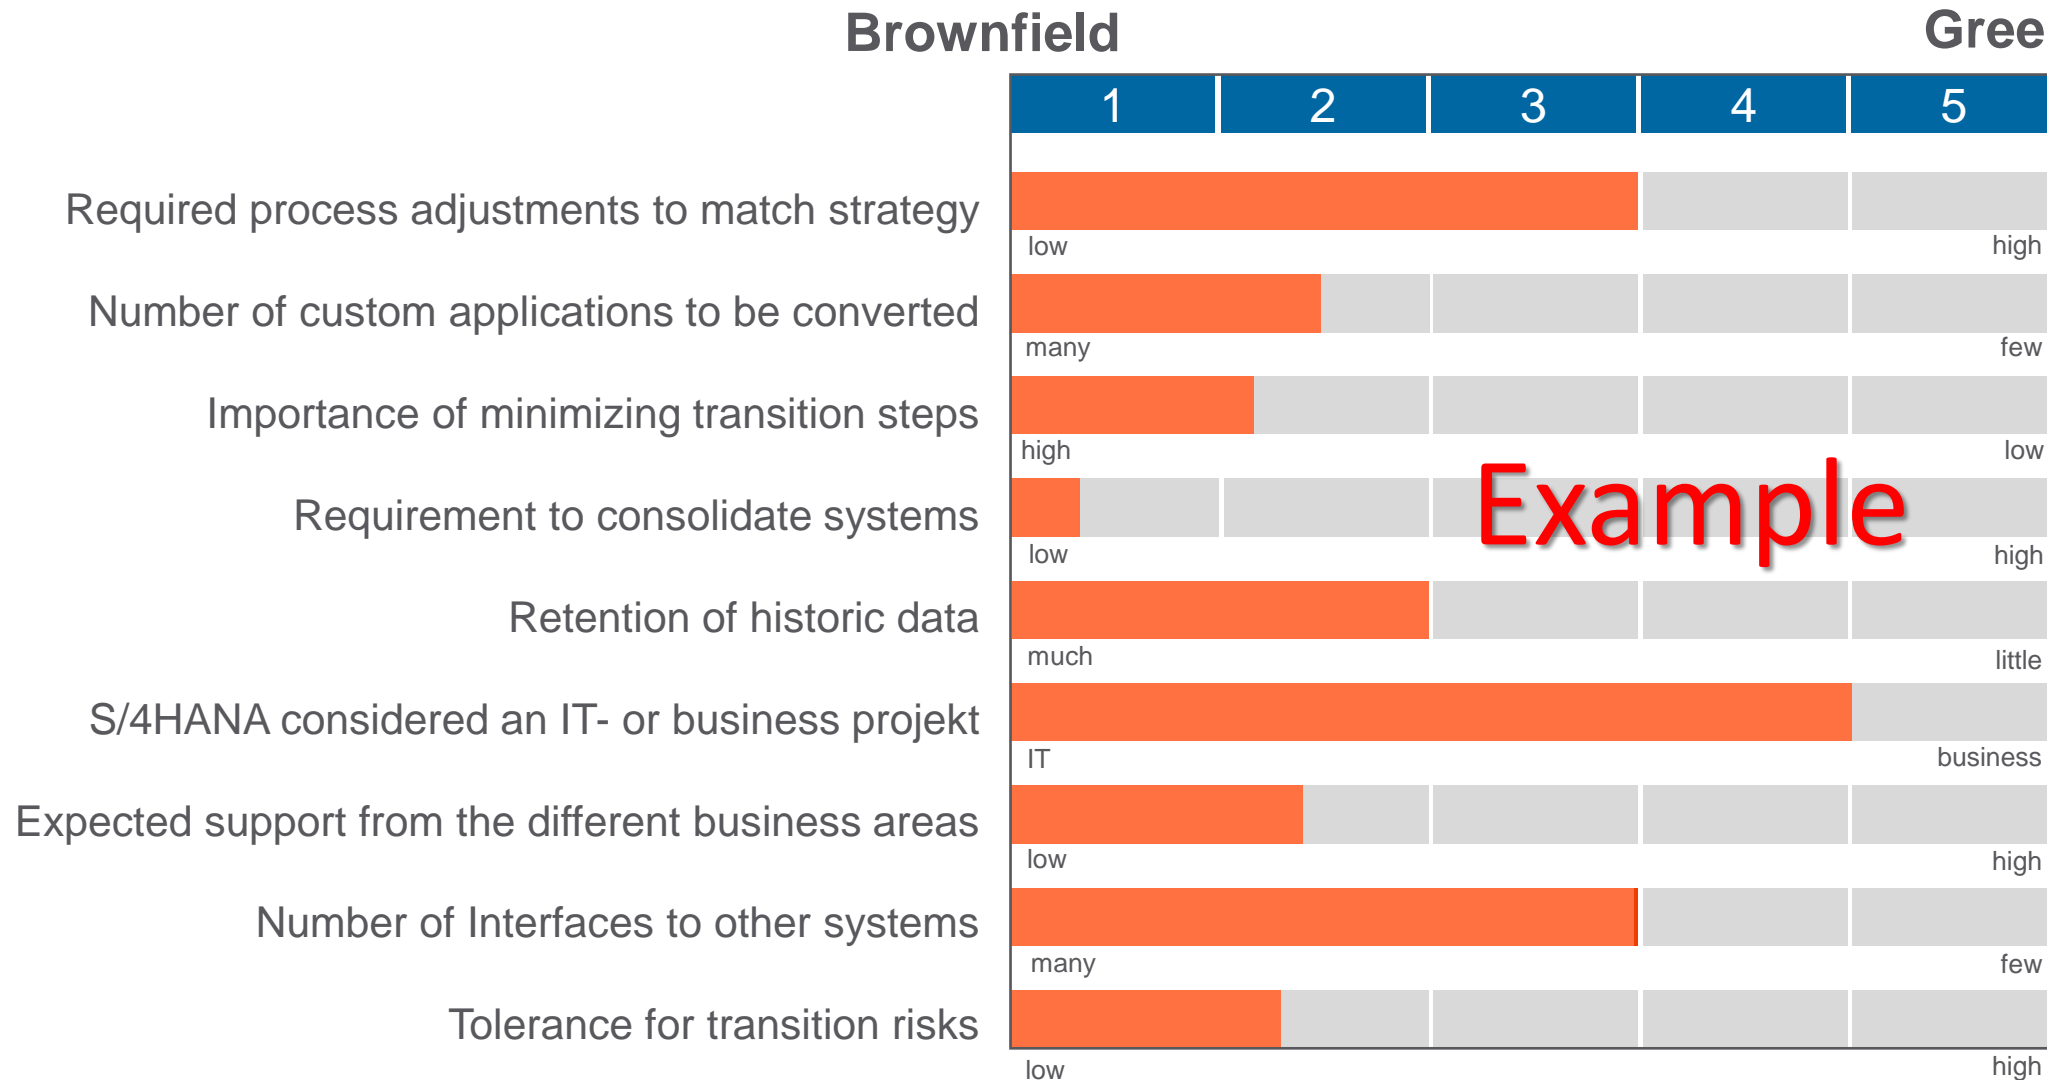 Brownfield Gree
1 2 3 4 5
Required process adjustments to match strategy
low high
Number of custom applications to be converted
many few
Importance of minimizing transition steps
high low
Requirement to consolidate systems
Example
low high
Retention of historic data
much little
S/4HANA considered an IT- or business projekt
IT business
Expected support from the different business areas
low high
Number of Interfaces to other systems
many few
Tolerance for transition risks
low high